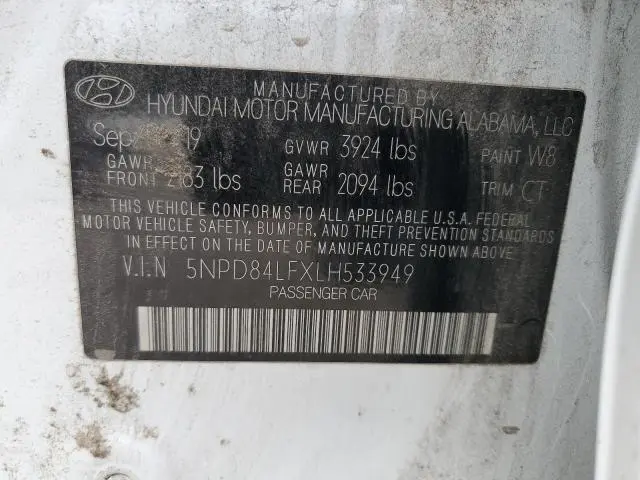 MANUFACTURED BY
HYUNDAI MOTOR MANUFACTURING ALABAMA, LLC
GVWR 3924 lbs PAINT W8
GAWR FRONT lbs GAWR REAR 2094 lbs TRIM CT
THIS VEHICLE CONFORMS TO ALL APPLICABLE U.S.A. FEDERAL
MOTOR VEHICLE SAFETY, BUMPER, AND THEFT PREVENTION STANDARDS
IN EFFECT ON THE DATE OF MANUFACTURE SHOWN ABOVE
V.I.N 5NPD84LFXLH533949
PASSENGER CAR